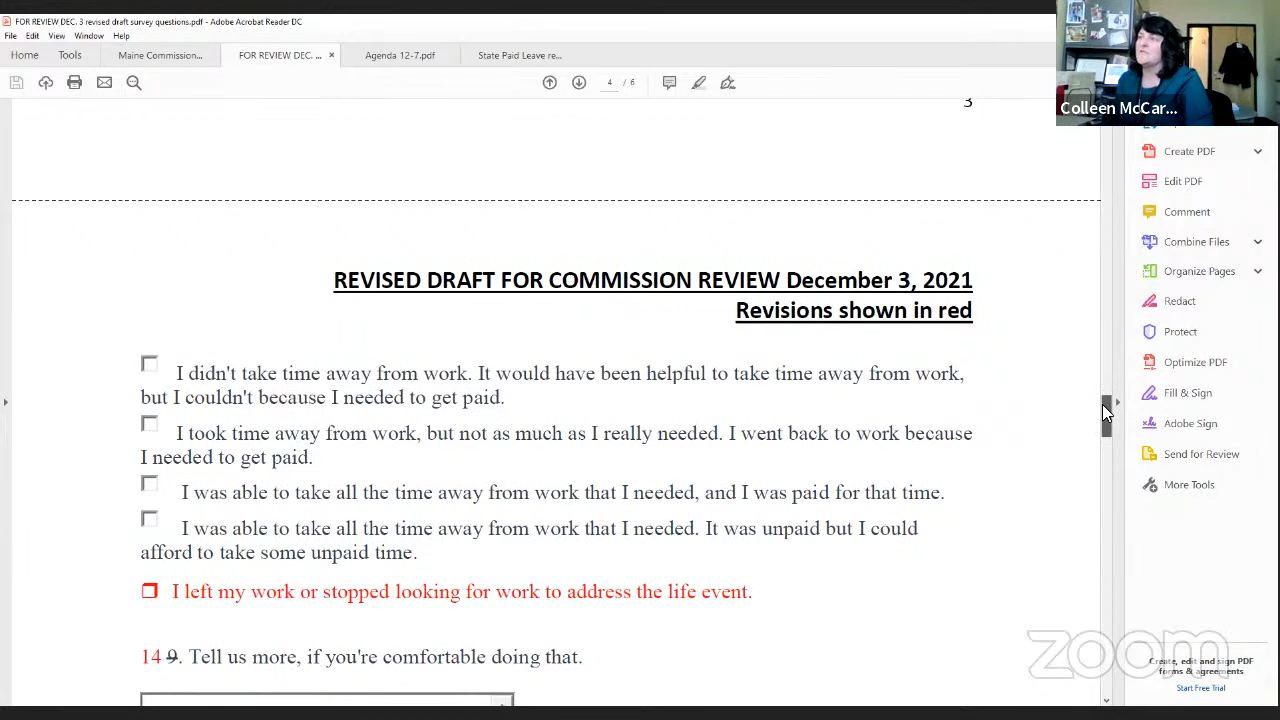 FOR REVIEW DEC. 3 revised draft survey questions.pdf - Adobe Acrobat Reader DC
File Edit View Window Help
Home Tools Maine Commission... FOR REVIEW DEC. ... × Agenda 12-7.pdf State Paid Leave re...
4 / 6
Colleen McCar...
3
REVISED DRAFT FOR COMMISSION REVIEW December 3, 2021
Revisions shown in red
I didn't take time away from work. It would have been helpful to take time away from work,
but I couldn't because I needed to get paid.
I took time away from work, but not as much as I really needed. I went back to work because
I needed to get paid.
I was able to take all the time away from work that I needed, and I was paid for that time.
I was able to take all the time away from work that I needed. It was unpaid but I could
afford to take some unpaid time.
I left my work or stopped looking for work to address the life event.
14 9. Tell us more, if you're comfortable doing that.
Create PDF
Edit PDF
Comment
Combine Files
Organize Pages
Redact
Protect
Optimize PDF
Fill & Sign
Adobe Sign
Send for Review
More Tools
zoom
Create, edit and sign PDF
forms & agreements
Start Free Trial